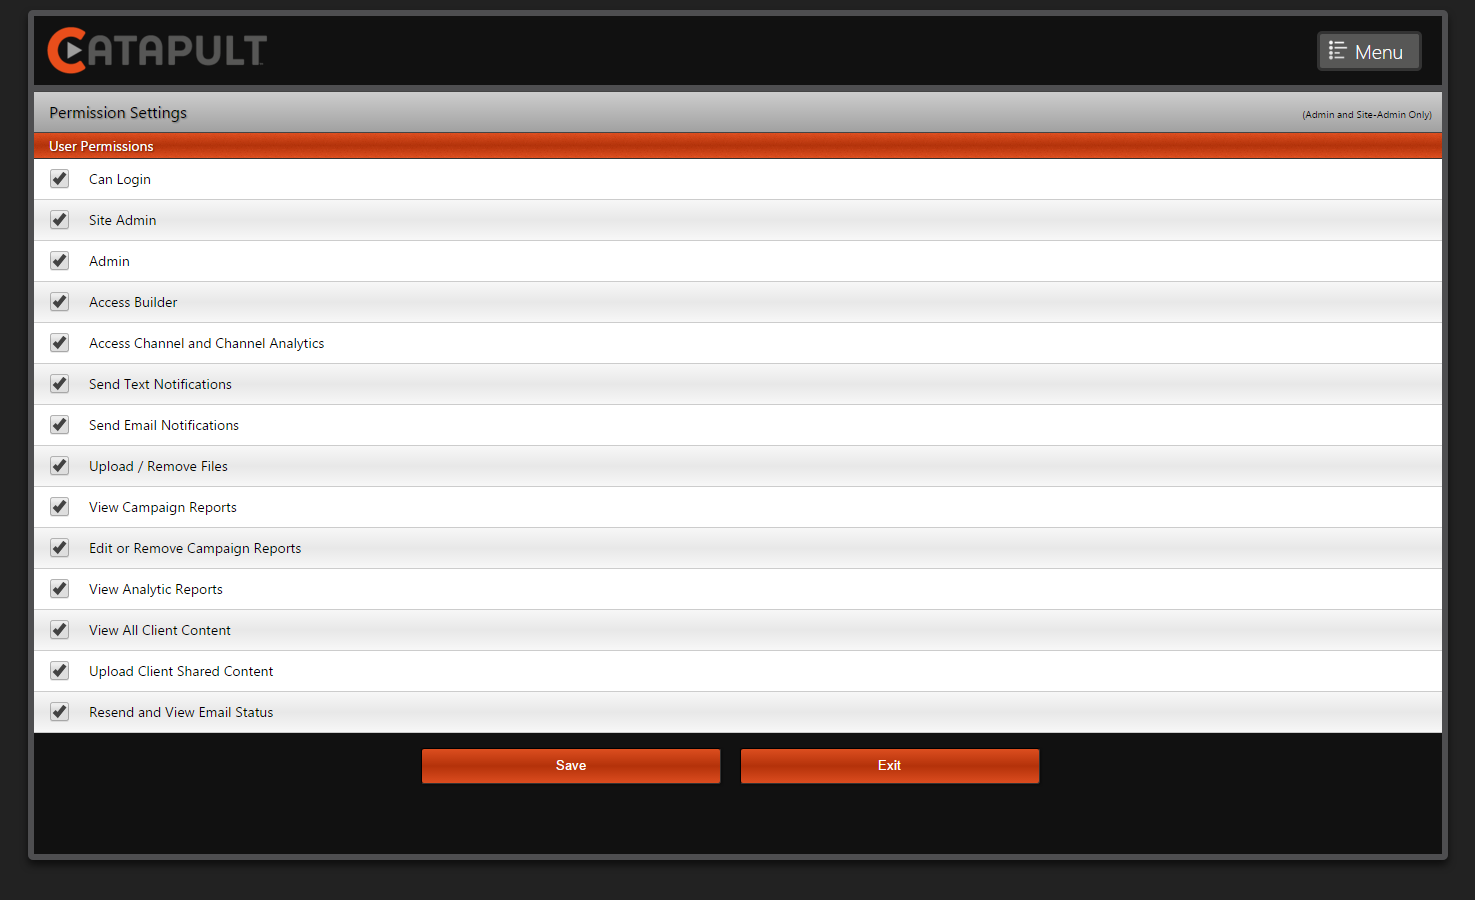 CATAPULT
Menu
Permission Settings
(Admin and Site-Admin Only)
User Permissions
Can Login
Site Admin
Admin
Access Builder
Access Channel and Channel Analytics
Send Text Notifications
Send Email Notifications
Upload / Remove Files
View Campaign Reports
Edit or Remove Campaign Reports
View Analytic Reports
View All Client Content
Upload Client Shared Content
Resend and View Email Status
Save
Exit